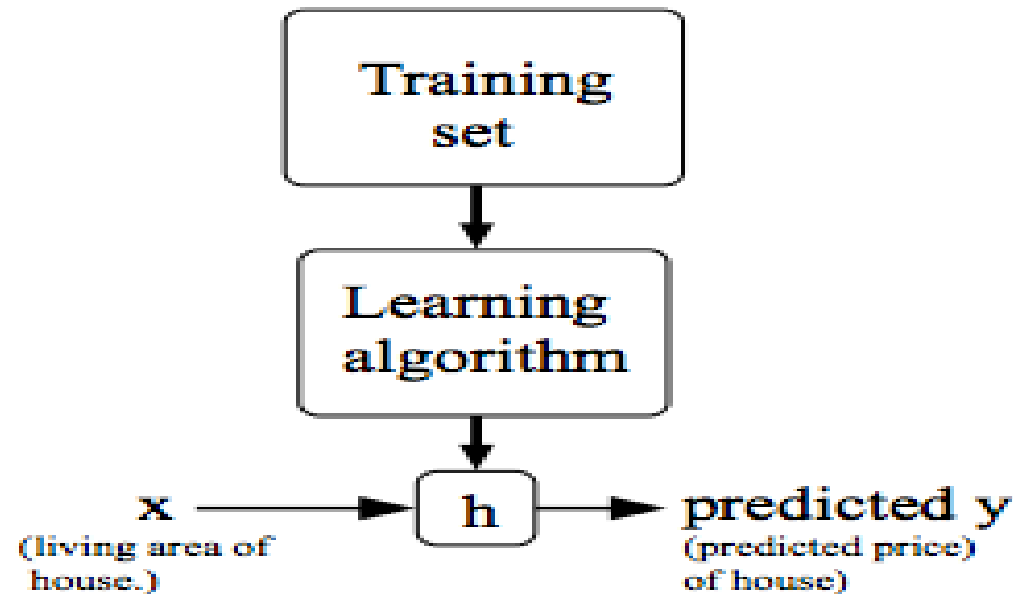 Training
set
Learning
algorithm
x
h
predicted y
(living area of
house.)
(predicted price)
of house)